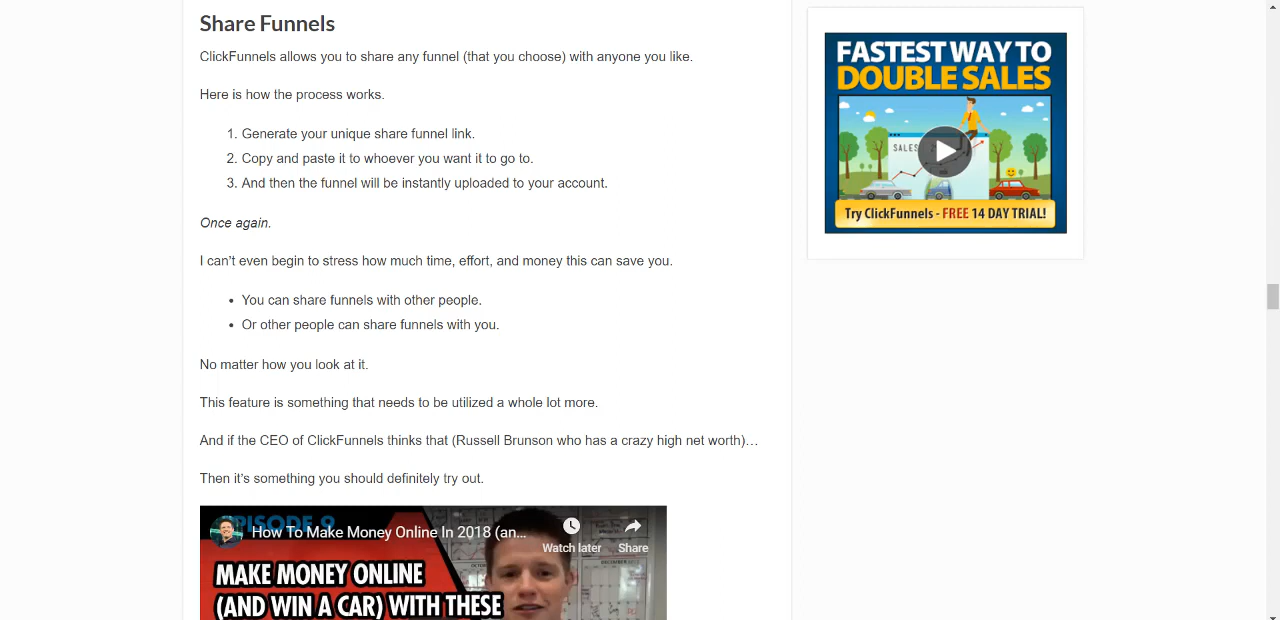 Share Funnels
ClickFunnels allows you to share any funnel (that you choose) with anyone you like.
Here is how the process works.
1. Generate your unique share funnel link.
2. Copy and paste it to whoever you want it to go to.
3. And then the funnel will be instantly uploaded to your account.
Once again.
I can’t even begin to stress how much time, effort, and money this can save you.
• You can share funnels with other people.
• Or other people can share funnels with you.
No matter how you look at it.
This feature is something that needs to be utilized a whole lot more.
And if the CEO of ClickFunnels thinks that (Russell Brunson who has a crazy high net worth)…
Then it’s something you should definitely try out.
EPISODE 9
How To Make Money Online In 2018 (an...
Watch later
Share
MAKE MONEY ONLINE
(AND WIN A CAR) WITH THESE
FASTEST WAY TO
DOUBLE SALES
SALES
Try ClickFunnels - FREE 14 DAY TRIAL!